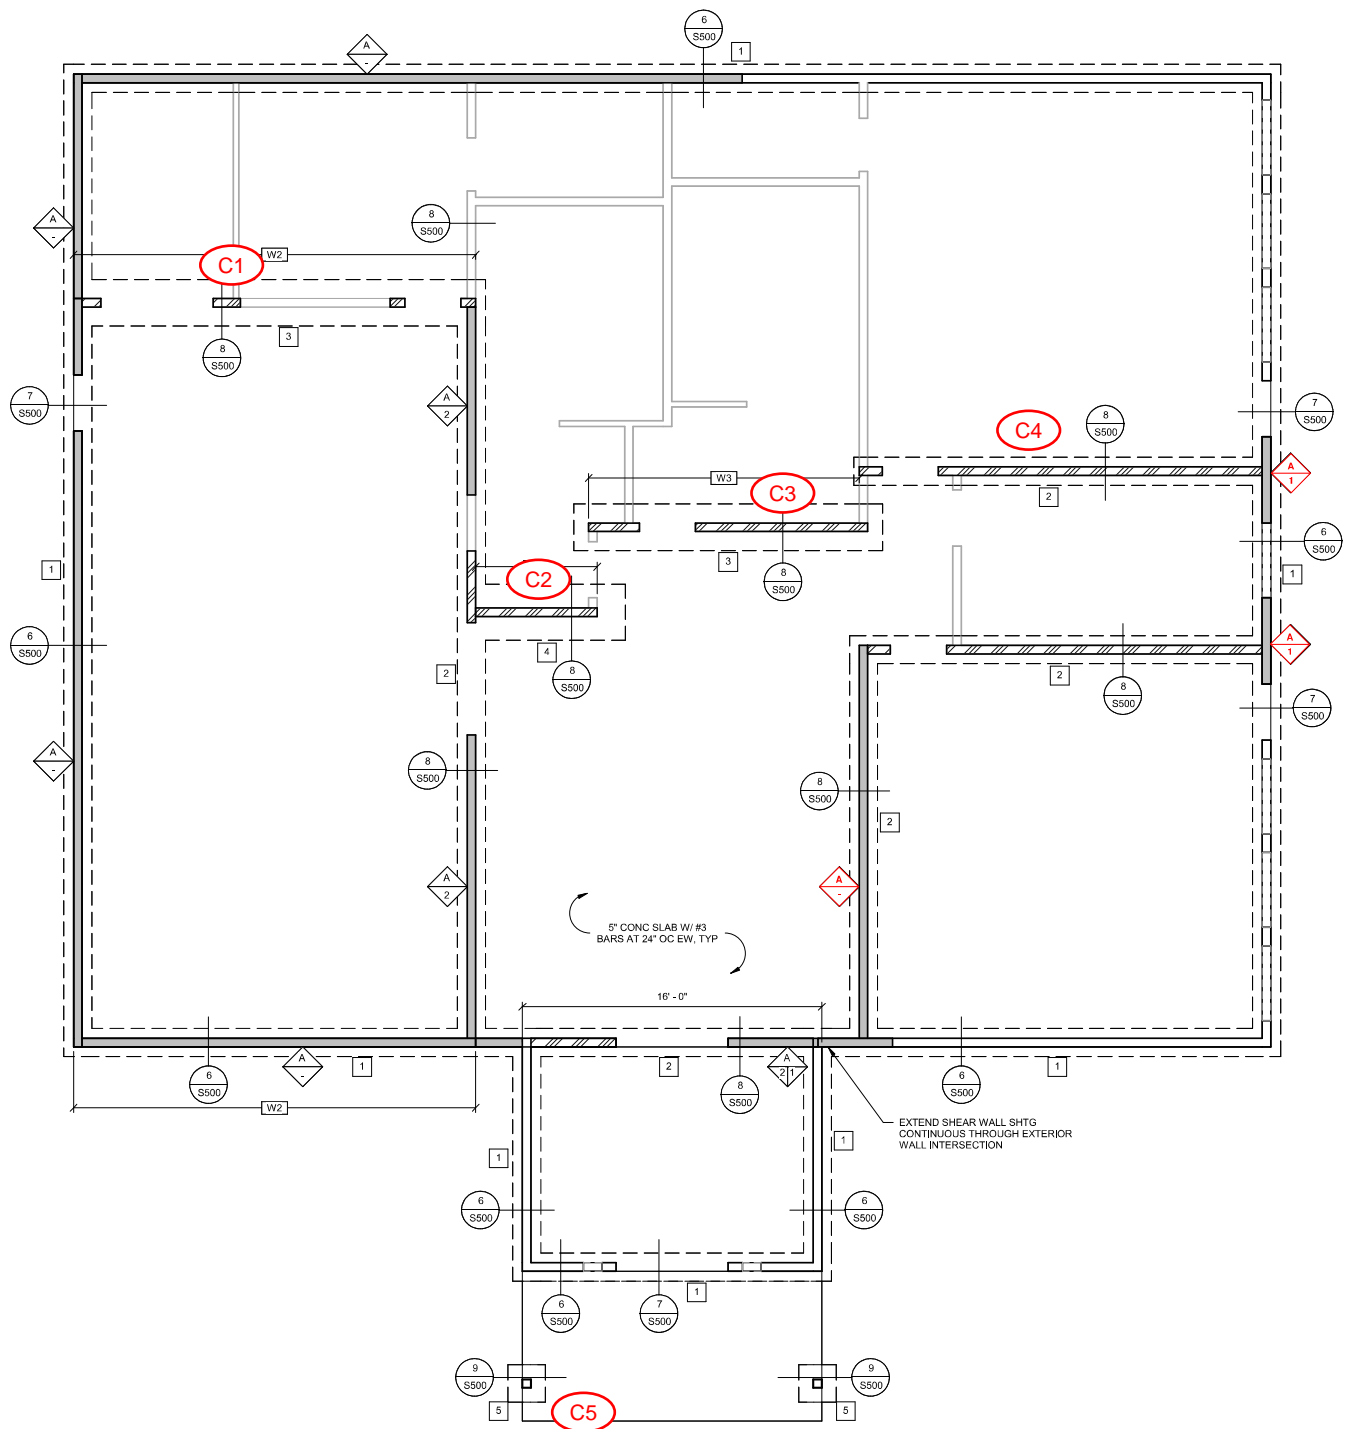 6
S500
1
A
-
A
-
8
S500
W2
C1
3
8
S500
7
S500
A
2
C4
8
S500
7
S500
W3
C3
2
A
1
6
S500
3
8
S500
1
1
C2
4
8
S500
6
S500
2
A
1
2
8
S500
7
S500
A
-
8
S500
8
S500
2
A
2
A
-
5" CONC SLAB W/ #3
BARS AT 24" OC EW, TYP
16' - 0"
A
-
1
6
S500
2
8
S500
A
2 1
6
S500
1
W2
EXTEND SHEAR WALL SHTG
CONTINUOUS THROUGH EXTERIOR
WALL INTERSECTION
1
1
6
S500
6
S500
6
S500
7
S500
1
9
S500
9
S500
5
C5
5